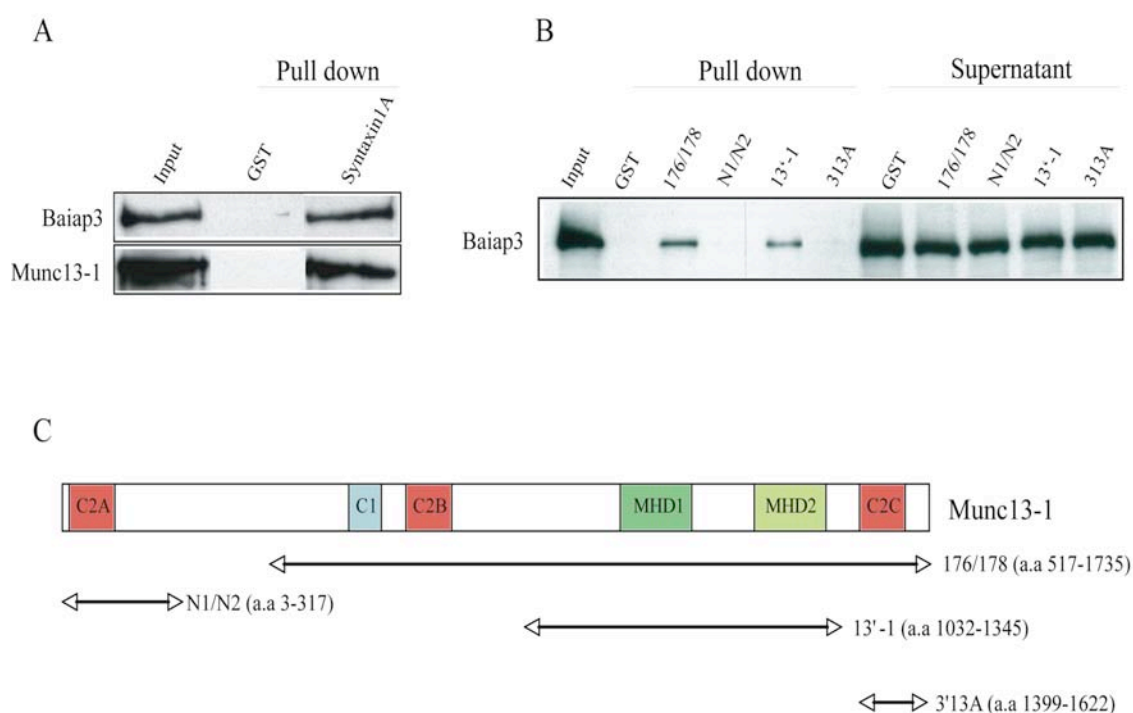 A
Pull down
Input
GST
Syntaxin1A
Baiap3
Munc13-1
B
Pull down
Supernatant
Input
GST
176/178
N1/N2
13'-1
313A
GST
176/178
N1/N2
13'-1
313A
Baiap3
C
C2A
C1
C2B
MHD1
MHD2
C2C
Munc13-1
176/178 (a.a 517-1735)
N1/N2 (a.a 3-317)
13'-1 (a.a 1032-1345)
3'13A (a.a 1399-1622)